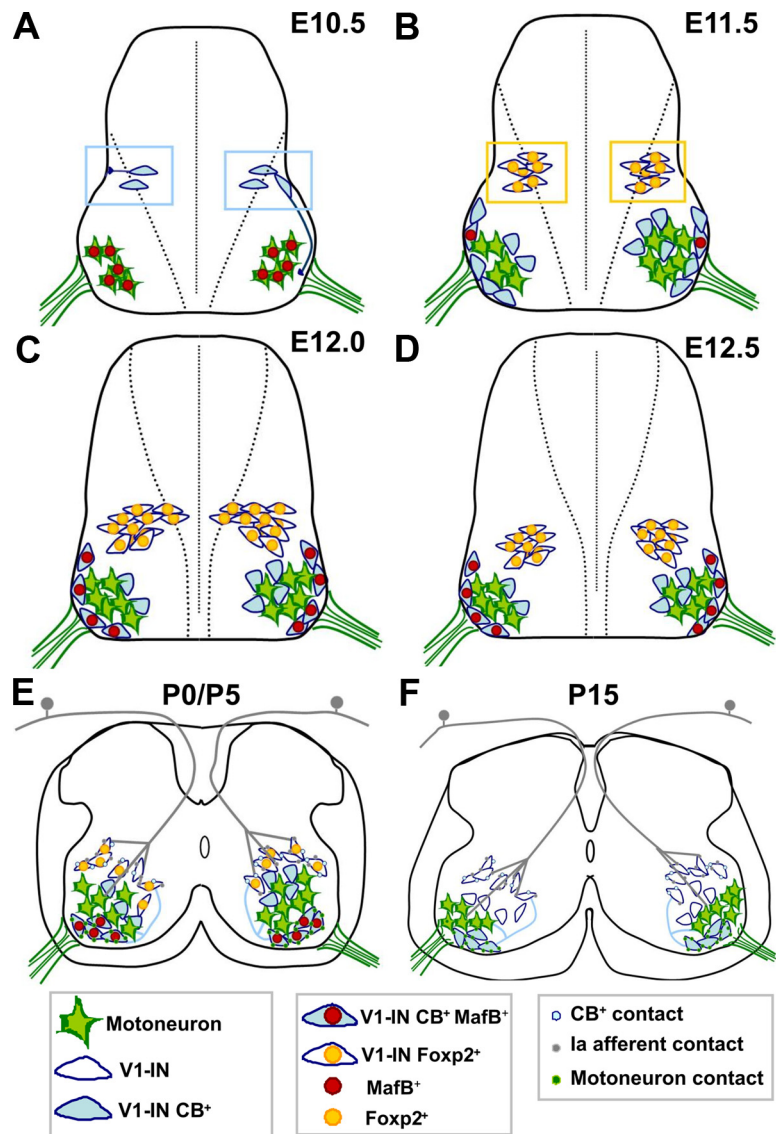 A E10.5
B E11.5
C E12.0
D E12.5
E P0/P5
F P15
Motoneuron
V1-IN
V1-IN CB⁺
V1-IN CB⁺ MafB⁺
V1-IN Foxp2⁺
MafB⁺
Foxp2⁺
CB⁺ contact
Ia afferent contact
Motoneuron contact